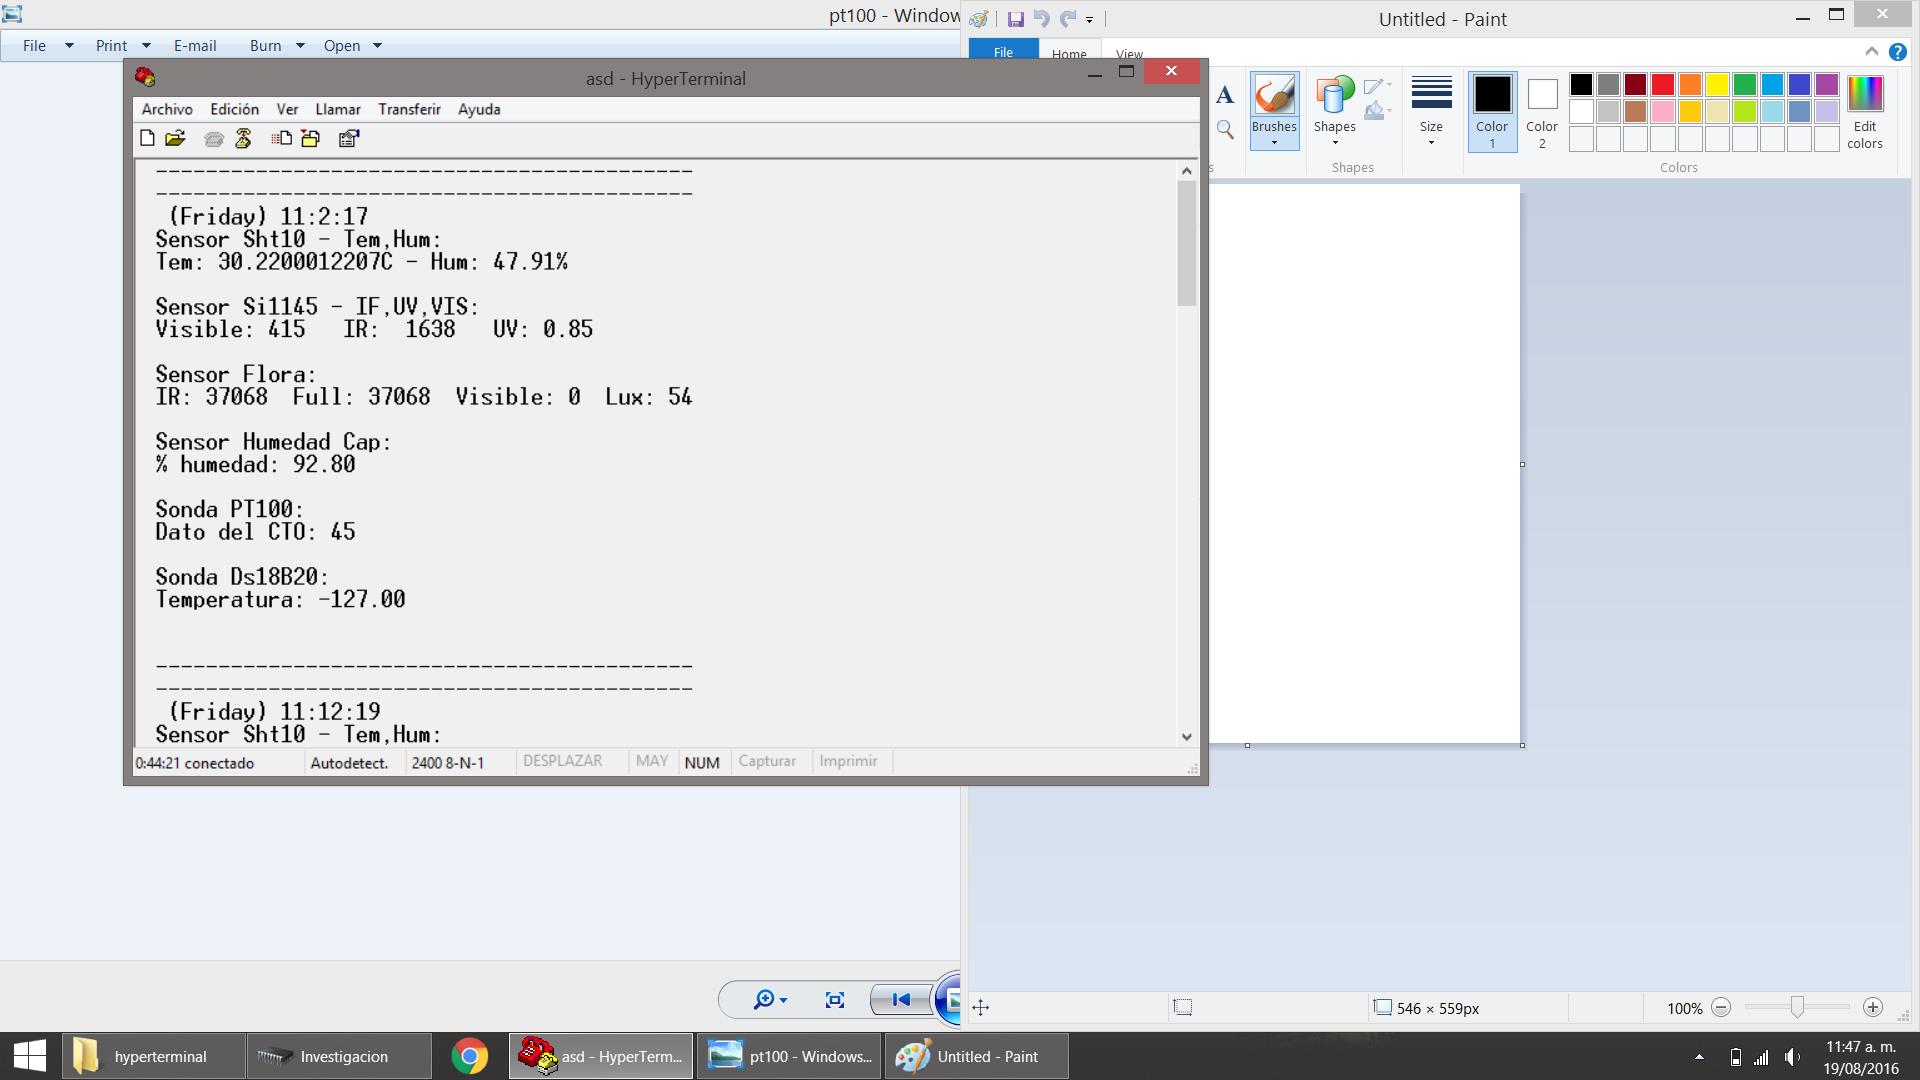 pt100 - Window
File Print E-mail Burn Open
Untitled - Paint
File Home View
asd - HyperTerminal
Archivo Edición Ver Llamar Transferir Ayuda
Brushes
Shapes
Size
Color 1
Color 2
Edit colors
s
Shapes
Colors
-------------------------------------------
-------------------------------------------
(Friday) 11:2:17
Sensor Sht10 - Tem,Hum:
Tem: 30.2200012207C - Hum: 47.91%
Sensor Si1145 - IF,UV,VIS:
Visible: 415 IR: 1638 UV: 0.85
Sensor Flora:
IR: 37068 Full: 37068 Visible: 0 Lux: 54
Sensor Humedad Cap:
% humedad: 92.80
Sonda PT100:
Dato del CTO: 45
Sonda Ds18B20:
Temperatura: -127.00
-------------------------------------------
-------------------------------------------
(Friday) 11:12:19
Sensor Sht10 - Tem,Hum:
0:44:21 conectado Autodetect. 2400 8-N-1 DESPLAZAR MAY NUM Capturar Imprimir
546 × 559px 100%
hyperterminal Investigacion asd - HyperTerm... pt100 - Windows... Untitled - Paint
11:47 a. m.
19/08/2016